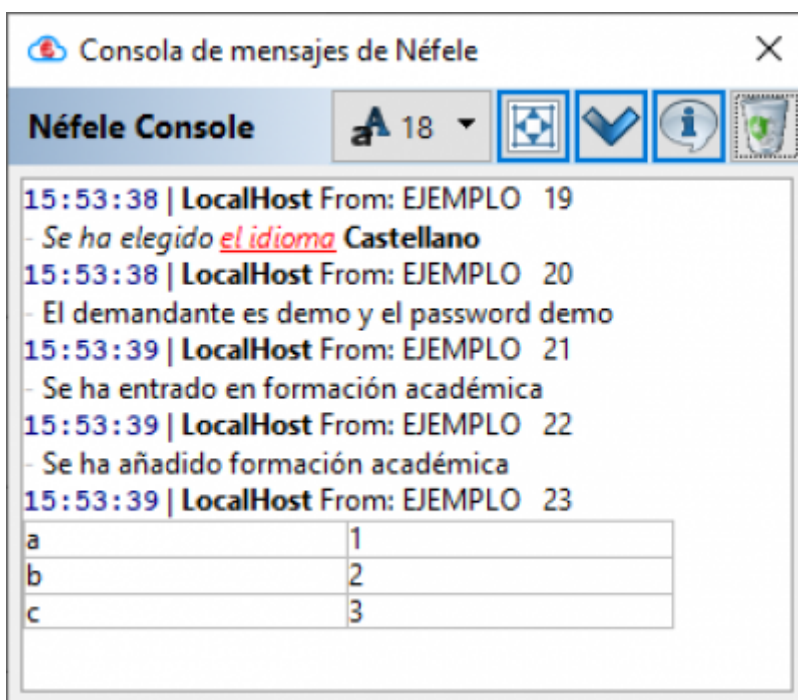 Consola de mensajes de Néfele
Néfele Console
aA 18
15:53:38 | LocalHost From: EJEMPLO 19
- Se ha elegido el idioma Castellano
15:53:38 | LocalHost From: EJEMPLO 20
- El demandante es demo y el password demo
15:53:39 | LocalHost From: EJEMPLO 21
- Se ha entrado en formación académica
15:53:39 | LocalHost From: EJEMPLO 22
- Se ha añadido formación académica
15:53:39 | LocalHost From: EJEMPLO 23
a 1
b 2
c 3